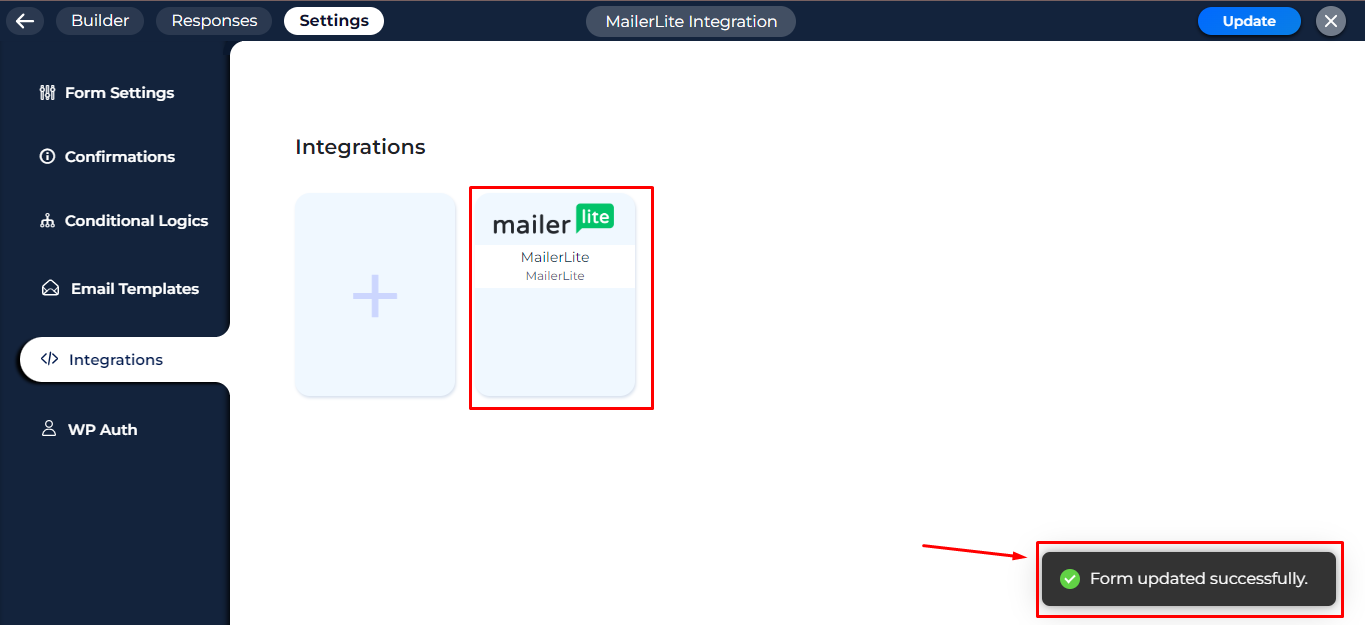 Builder
Responses
Settings
MailerLite Integration
Update
Form Settings
Confirmations
Conditional Logics
Email Templates
Integrations
WP Auth
Integrations
mailer lite
MailerLite
MailerLite
Form updated successfully.